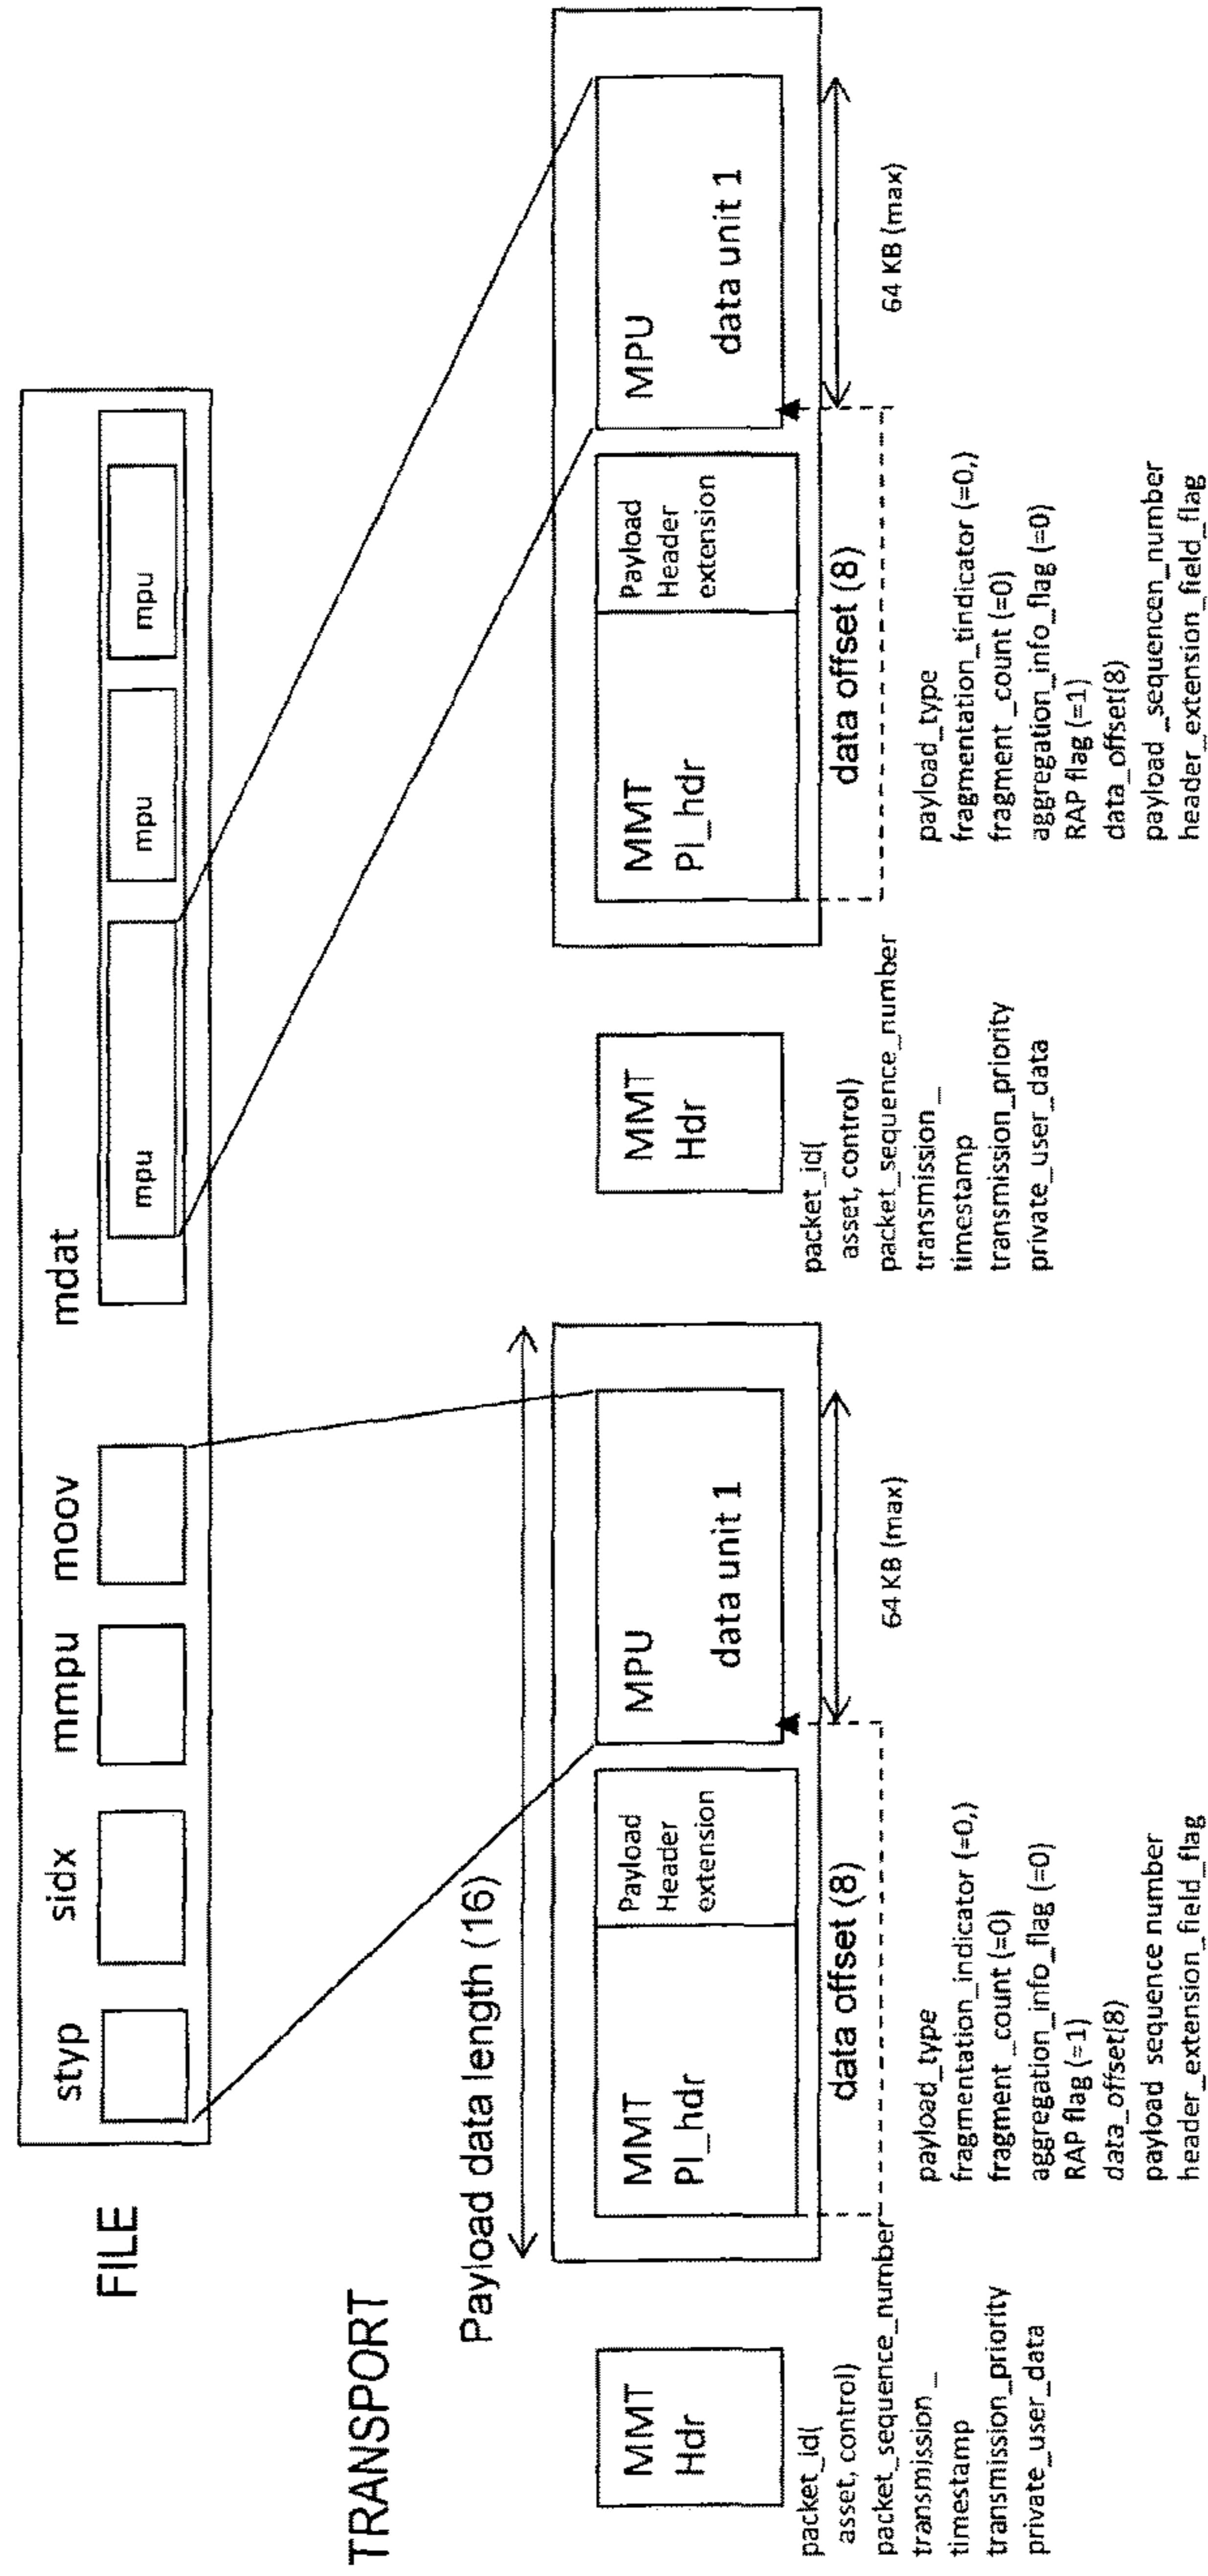 FILE
styp
sidx
mmpu
moov
mdat
mpu
mpu
mpu
TRANSPORT
Payload data length (16)
MMT
Hdr
packet_id(
asset, control)
packet_sequence_number
transmission_
timestamp
transmission_priority
private_user_data
MMT
Pl_hdr
Payload
Header
extension
MPU
data unit 1
data offset (8)
64 KB (max)
payload_type
fragmentation_indicator (=0,)
fragment_count (=0)
aggregation_info_flag (=0)
RAP flag (=1)
data_offset(8)
payload sequence number
header_extension_field_flag
MMT
Hdr
packet_id(
asset, control)
packet_sequence_number
transmission_
timestamp
transmission_priority
private_user_data
MMT
Pl_hdr
Payload
Header
extension
MPU
data unit 1
data offset (8)
64 KB (max)
payload_type
fragmentation_tindicator (=0,)
fragment_count (=0)
aggregation_info_flag (=0)
RAP flag (=1)
data_offset(8)
payload_sequencen_number
header_extension_field_flag